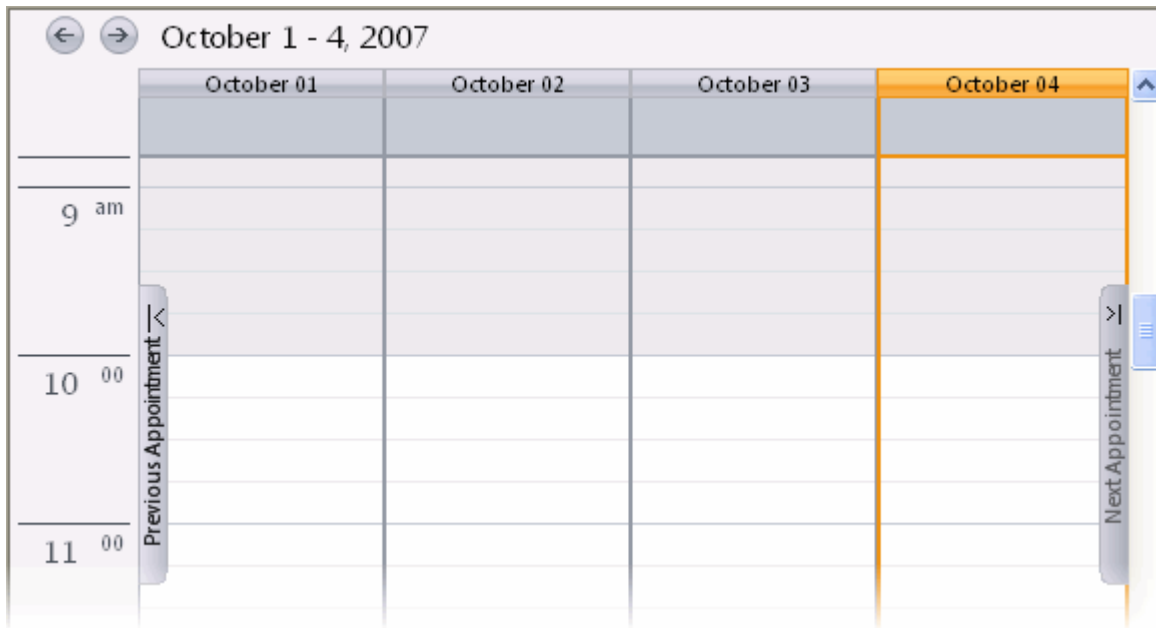 October 1 - 4, 2007
October 01
October 02
October 03
October 04
9 am
10 00
11 00
Previous Appointment
Next Appointment